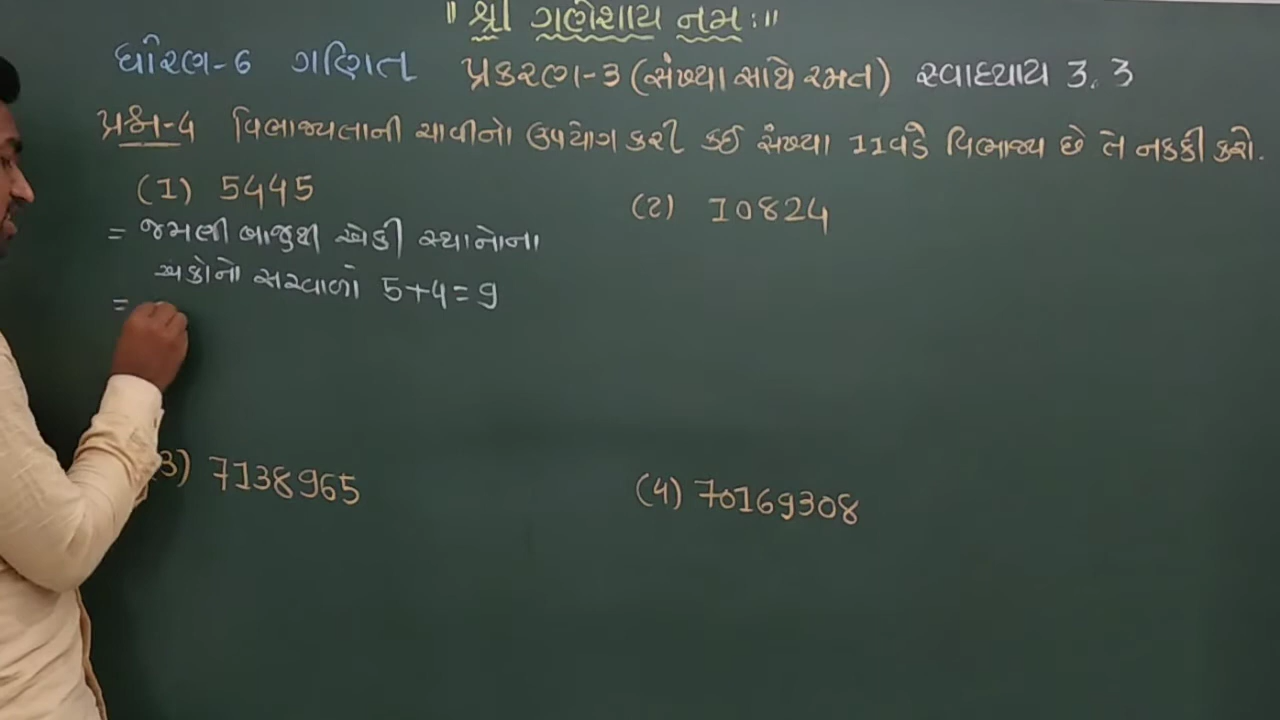 ॥ શ્રી ગણેશાય નમઃ॥
ધોરણ-6 ગણિત પ્રકરણ-3 (સંખ્યા સાથે રમત) સ્વાધ્યાય 3.3
પ્રશ્ન-4 વિભાજ્યતાની ચાવીનો ઉપયોગ કરી કઈ સંખ્યા 11વડે વિભાજ્ય છે તે નકકી કરો.
(1) 5445
(2) 10824
= જમણી બાજુથી એકી સ્થાનોના
અંકોનો સરવાળો 5+4=9
=
(3) 7138965
(4) 70169308